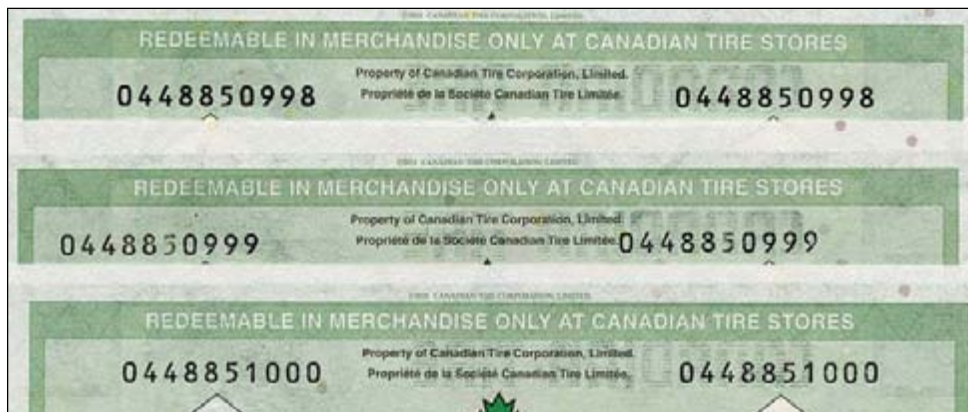 REDEEMABLE IN MERCHANDISE ONLY AT CANADIAN TIRE STORES
Property of Canadian Tire Corporation, Limited.
0448850998 Propriété de la Société Canadian Tire Limitée. 0448850998
REDEEMABLE IN MERCHANDISE ONLY AT CANADIAN TIRE STORES
Property of Canadian Tire Corporation, Limited.
0448850999 Propriété de la Société Canadian Tire Limitée. 0448850999
REDEEMABLE IN MERCHANDISE ONLY AT CANADIAN TIRE STORES
Property of Canadian Tire Corporation, Limited.
0448851000 Propriété de la Société Canadian Tire Limitée. 0448851000